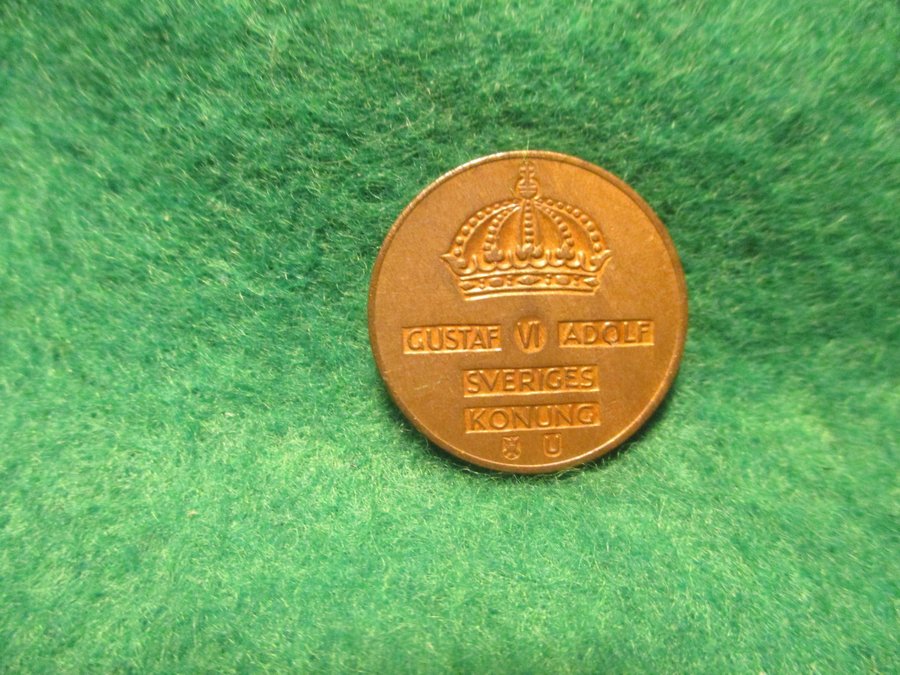 GUSTAF VI ADOLF
SVERIGES
KONUNG
U